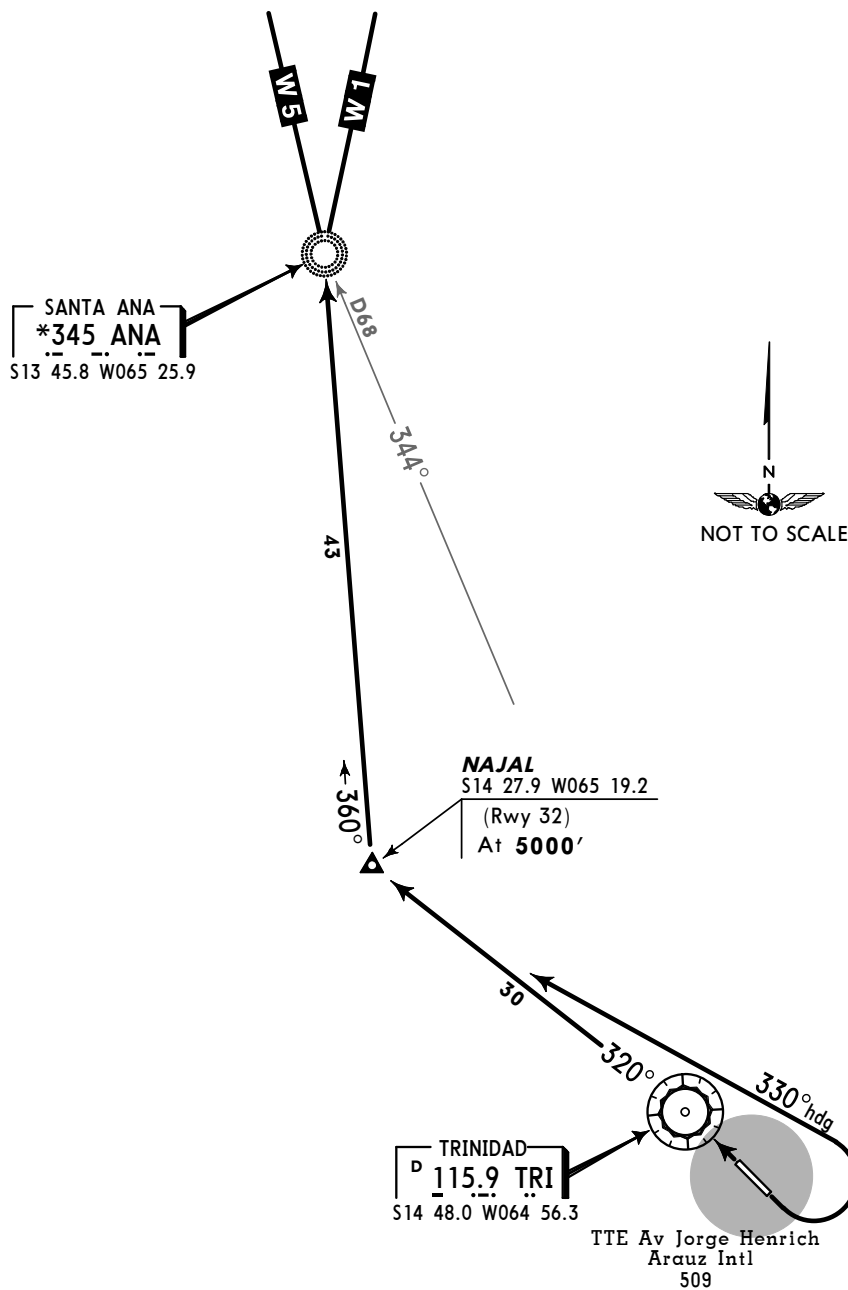 W 5
W 1
SANTA ANA
*345 ANA
S13 45.8 W065 25.9
D68
344°
N
NOT TO SCALE
43
NAJAL
S14 27.9 W065 19.2
(Rwy 32)
At 5000'
360°
30
320°
330°hdg
TRINIDAD
D 115.9 TRI
S14 48.0 W064 56.3
TTE Av Jorge Henrich
Arauz Intl
509